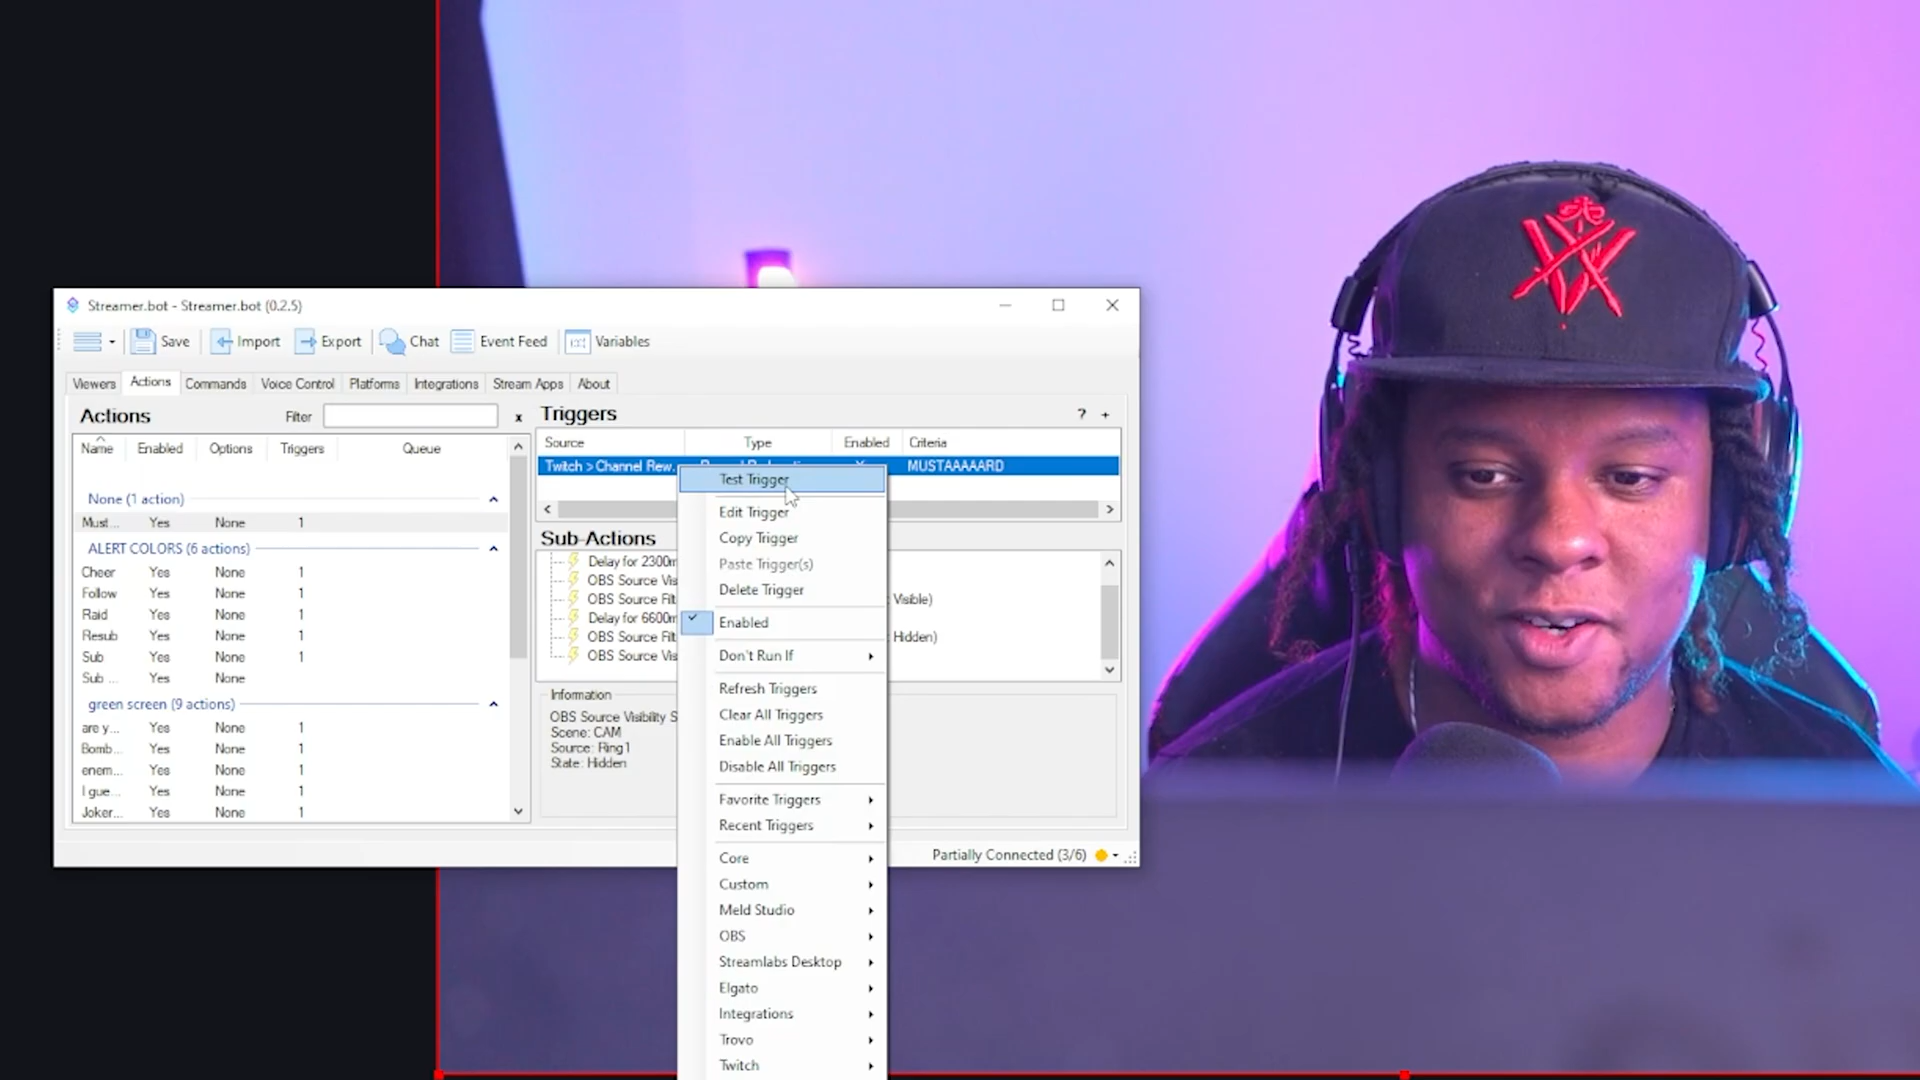 Streamer.bot - Streamer.bot (0.2.5)
Save Import Export Chat Event Feed Variables
Viewers Actions Commands Voice Control Platforms Integrations Stream Apps About
Actions Filter x
Name Enabled Options Triggers Queue
None (1 action)
Must... Yes None 1
ALERT COLORS (6 actions)
Cheer Yes None 1
Follow Yes None 1
Raid Yes None 1
Resub Yes None 1
Sub Yes None 1
Sub ... Yes None
green screen (9 actions)
are y... Yes None 1
Bomb... Yes None 1
enem... Yes None 1
I gue... Yes None 1
Joker... Yes None 1
Triggers ? +
Source Type Enabled Criteria
Twitch > Channel Rew... MUSTAAAAARD
Sub-Actions
Delay for 2300m
OBS Source Vis
OBS Source Filt Visible)
Delay for 6600m
OBS Source Filt Hidden)
OBS Source Vis
Information
OBS Source Visibility S
Scene: CAM
Source: Ring1
State: Hidden
Test Trigger
Edit Trigger
Copy Trigger
Paste Trigger(s)
Delete Trigger
Enabled
Don't Run If
Refresh Triggers
Clear All Triggers
Enable All Triggers
Disable All Triggers
Favorite Triggers
Recent Triggers
Core
Custom
Meld Studio
OBS
Streamlabs Desktop
Elgato
Integrations
Trovo
Twitch
Partially Connected (3/6)